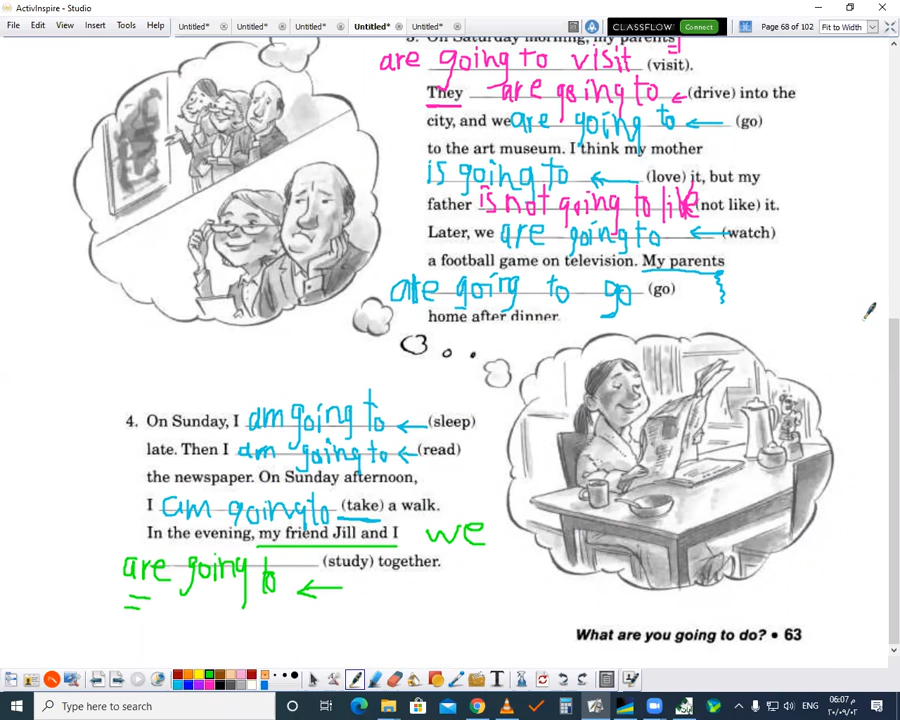 ActivInspire - Studio
File Edit View Insert Tools Help
Untitled* Untitled* Untitled* Untitled* Untitled*
CLASSFLOW! Connect Page 68 of 102 Fit to Width
On Saturday morning, my parents
are going to visit (visit).
They are going to (drive) into the
city, and we are going to (go)
to the art museum. I think my mother
is going to (love) it, but my
father is not going to like (not like) it.
Later, we are going to (watch)
a football game on television. My parents
are going to go (go)
home after dinner.
4. On Sunday, I am going to (sleep)
late. Then I am going to (read)
the newspaper. On Sunday afternoon,
I am going to (take) a walk.
In the evening, my friend Jill and I we
are going to (study) together.
What are you going to do? • 63
Type here to search
06:07 م
٢٠/٠٩/٠٢